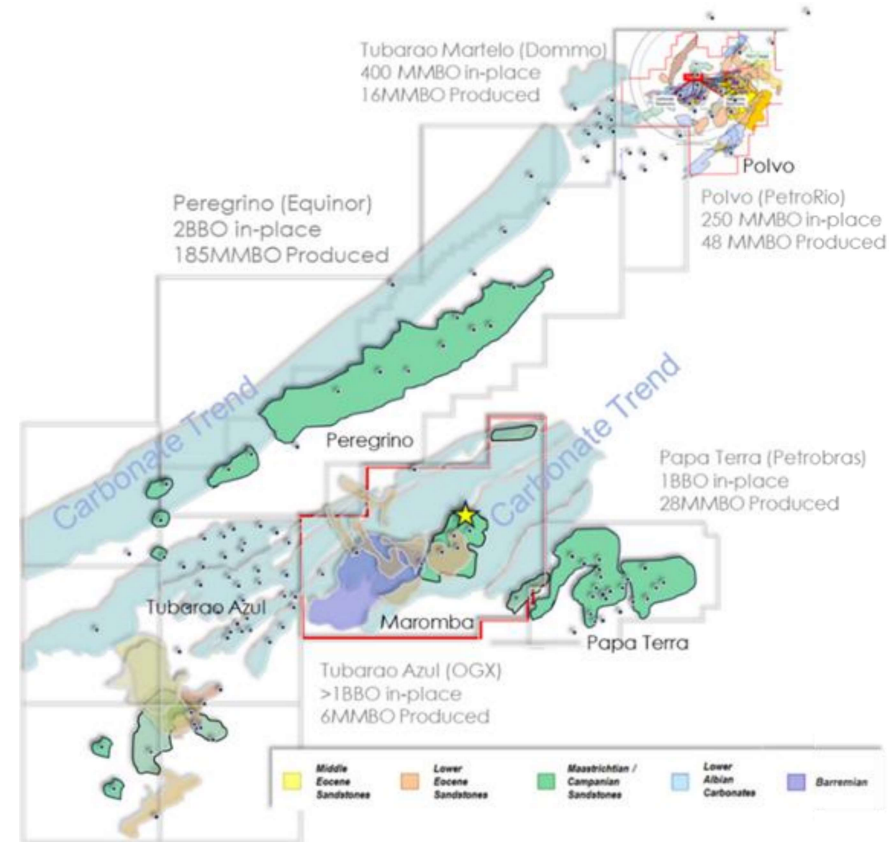 Tubarao Martelo (Dommo)
400 MMBO in-place
16MMBO Produced
Polvo
Polvo (PetroRio)
250 MMBO in-place
48 MMBO Produced
Peregrino (Equinor)
2BBO in-place
185MMBO Produced
Carbonate Trend
Peregrino
Carbonate Trend
Papa Terra (Petrobras)
1BBO in-place
28MMBO Produced
Tubarao Azul
Maromba
Papa Terra
Tubarao Azul (OGX)
>1BBO in-place
6MMBO Produced
Middle
Eocene
Sandstones
Lower
Eocene
Sandstones
Maastrichtian /
Campanian
Sandstones
Lower
Albian
Carbonates
Barremian